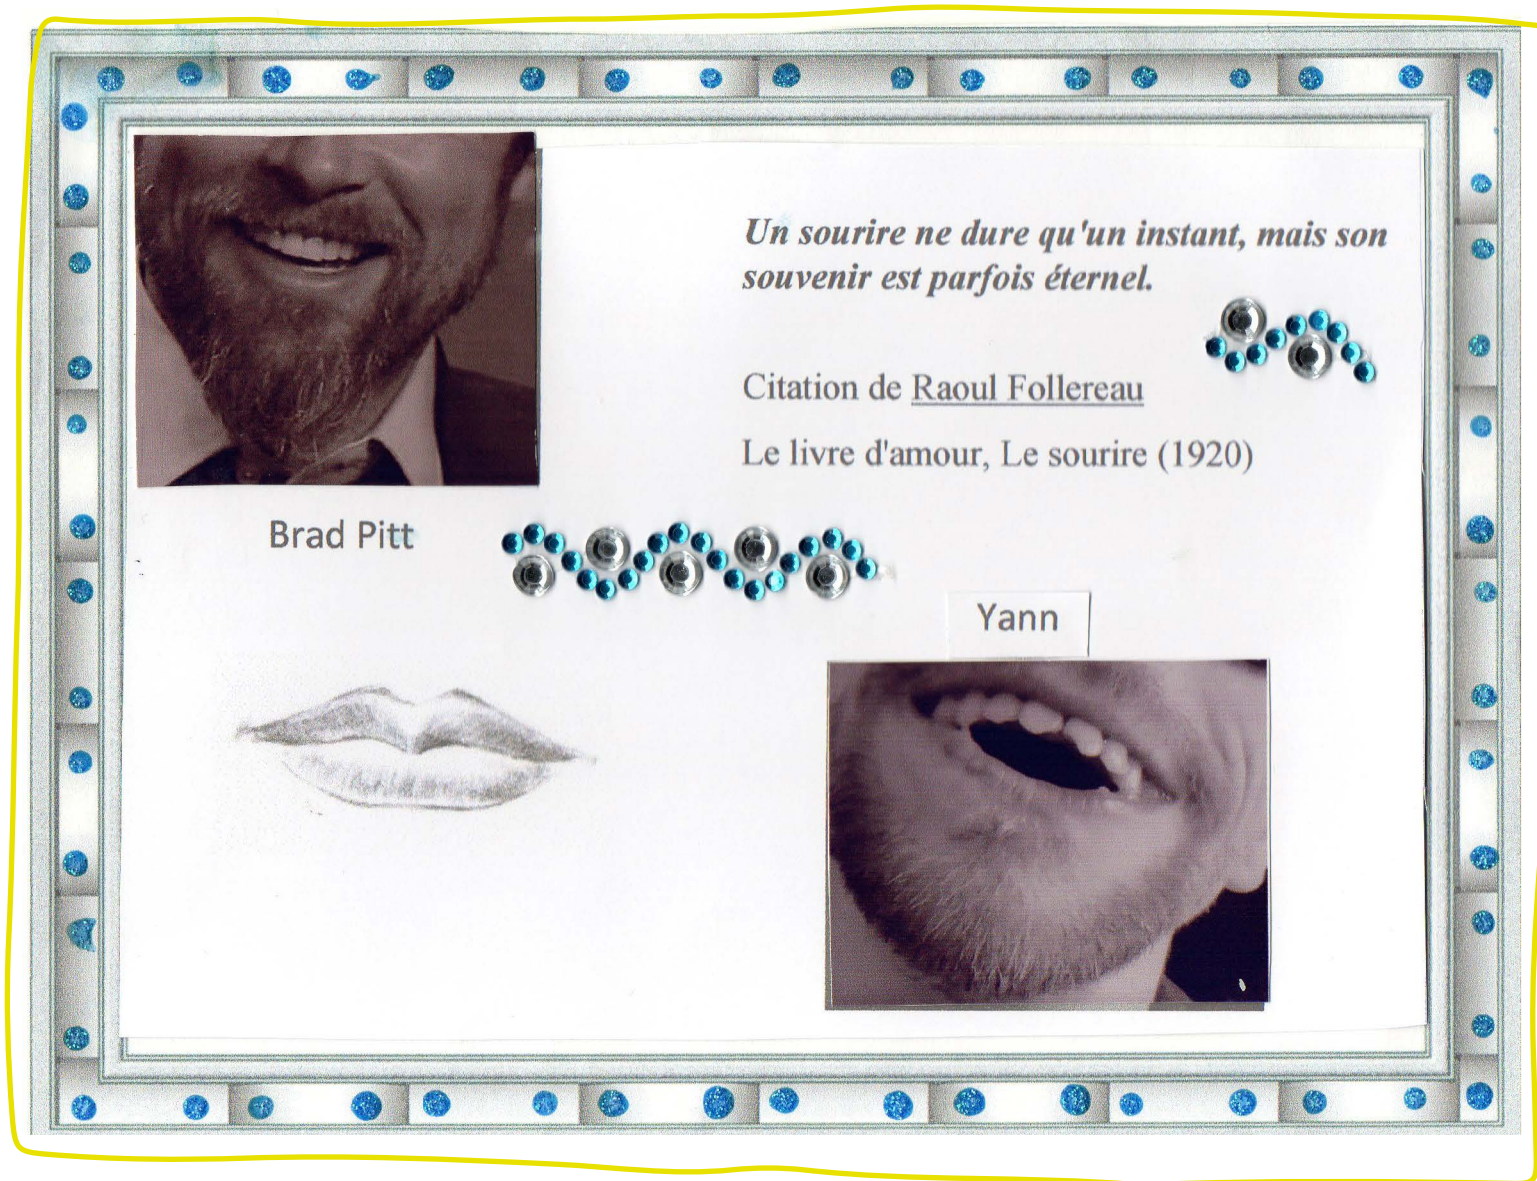 Un sourire ne dure qu'un instant, mais son
souvenir est parfois éternel.
Citation de Raoul Follereau
Le livre d'amour, Le sourire (1920)
Brad Pitt
Yann